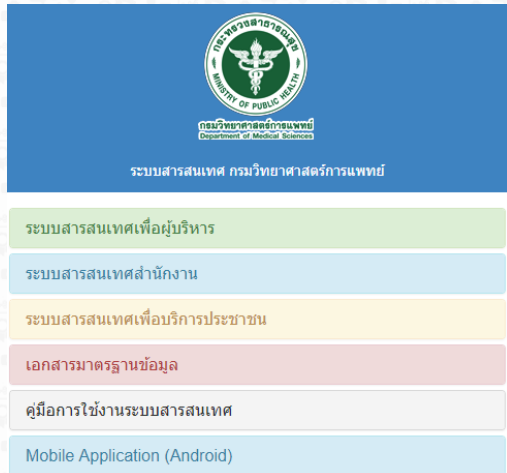 กระทรวงสาธารณสุข
MINISTRY OF PUBLIC HEALTH
กรมวิทยาศาสตร์การแพทย์
Department of Medical Sciences
ระบบสารสนเทศ กรมวิทยาศาสตร์การแพทย์
ระบบสารสนเทศเพื่อผู้บริหาร
ระบบสารสนเทศสำนักงาน
ระบบสารสนเทศเพื่อบริการประชาชน
เอกสารมาตรฐานข้อมูล
คู่มือการใช้งานระบบสารสนเทศ
Mobile Application (Android)